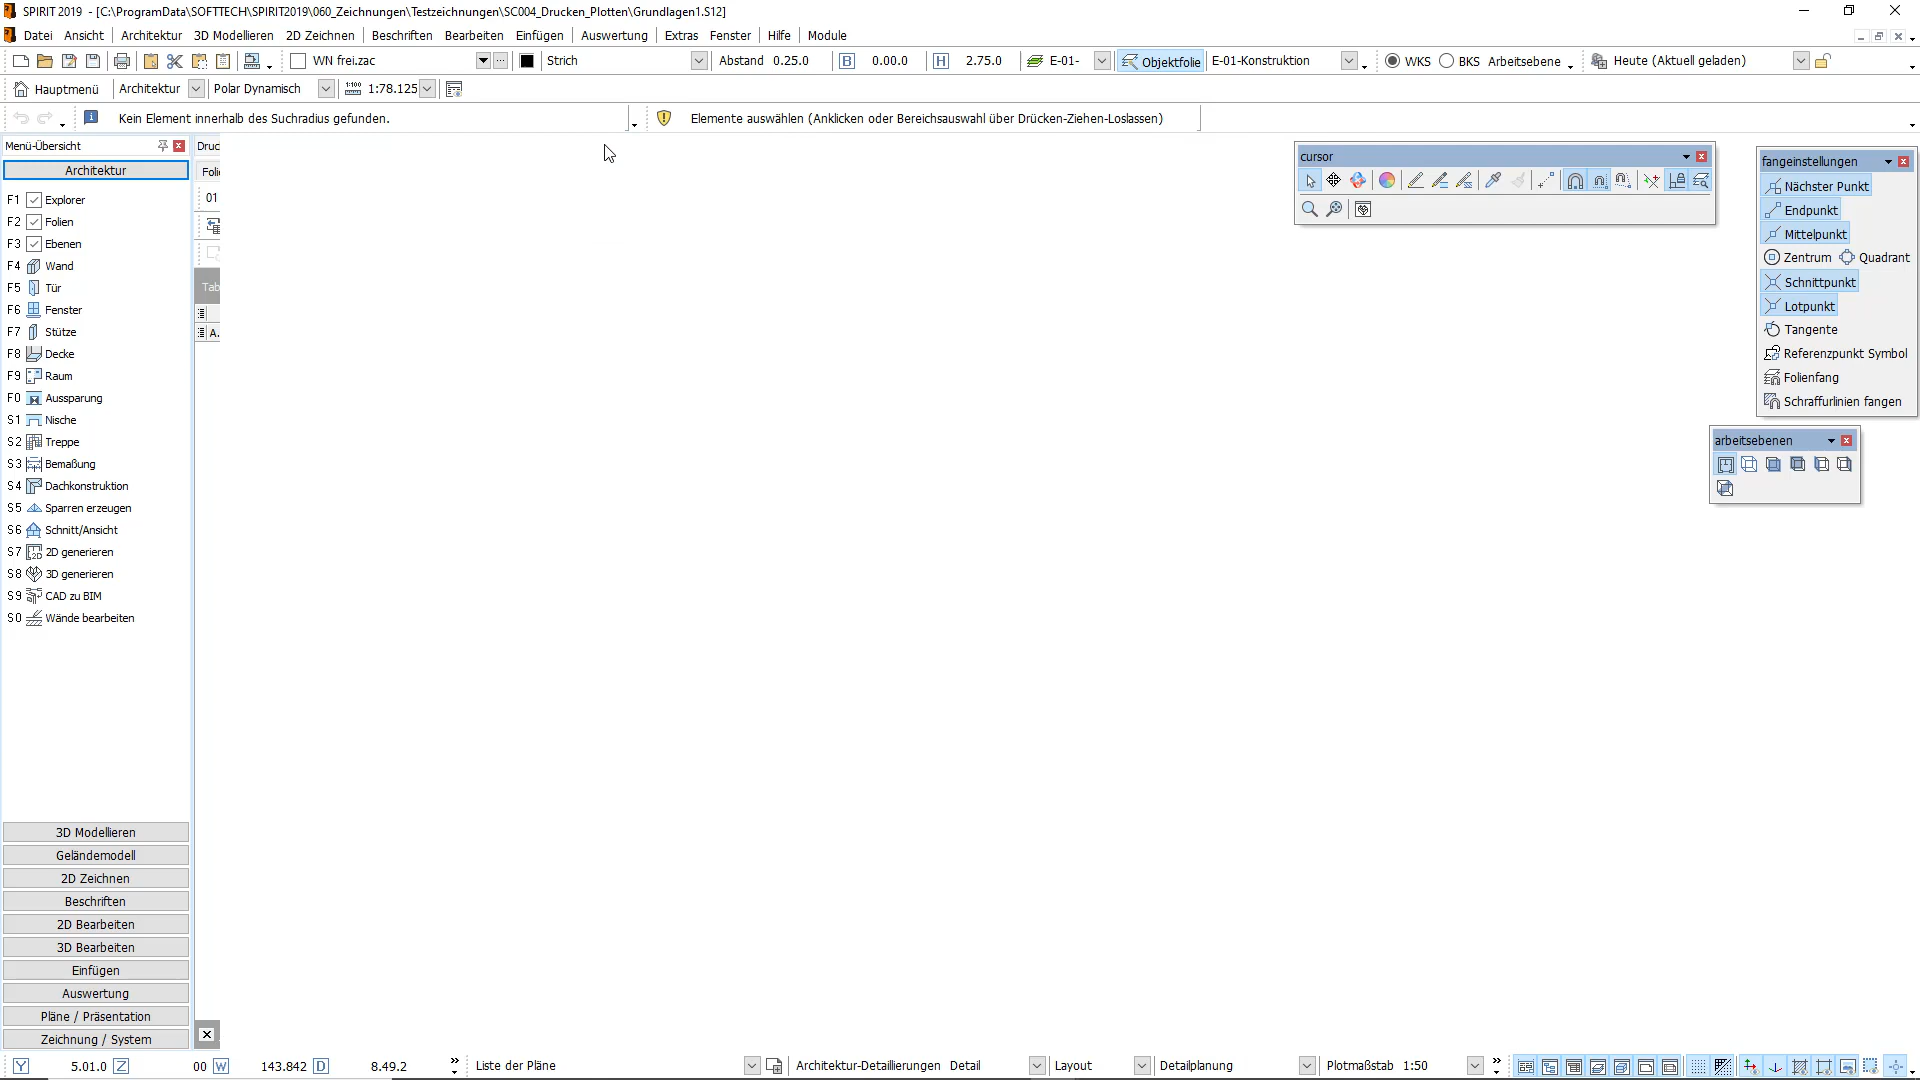 SPIRIT 2019 - [C:\ProgramData\SOFTTECH\SPIRIT2019\060_Zeichnungen\Testzeichnungen\SC004_Drucken_Plotten\Grundlagen1.S12]
Datei Ansicht Architektur 3D Modellieren 2D Zeichnen Beschriften Bearbeiten Einfügen Auswertung Extras Fenster Hilfe Module
WN frei.zac Strich Abstand 0.25.0 B 0.00.0 H 2.75.0 E-01- Objektfolie E-01-Konstruktion WKS BKS Arbeitsebene Heute (Aktuell geladen)
Hauptmenü Architektur Polar Dynamisch 1:100 1:78.125
Kein Element innerhalb des Suchradius gefunden. Elemente auswählen (Anklicken oder Bereichsauswahl über Drücken-Ziehen-Loslassen)
Menü-Übersicht
Architektur
F1 Explorer
F2 Folien
F3 Ebenen
F4 Wand
F5 Tür
F6 Fenster
F7 Stütze
F8 Decke
F9 Raum
F0 Aussparung
S1 Nische
S2 Treppe
S3 Bemaßung
S4 Dachkonstruktion
S5 Sparren erzeugen
S6 Schnitt/Ansicht
S7 2D generieren
S8 3D generieren
S9 CAD zu BIM
S0 Wände bearbeiten
3D Modellieren
Geländemodell
2D Zeichnen
Beschriften
2D Bearbeiten
3D Bearbeiten
Einfügen
Auswertung
Pläne / Präsentation
Zeichnung / System
Druc
Foli
01
Tab
A.
cursor
fangeinstellungen
Nächster Punkt
Endpunkt
Mittelpunkt
Zentrum Quadrant
Schnittpunkt
Lotpunkt
Tangente
Referenzpunkt Symbol
Folienfang
Schraffurlinien fangen
arbeitsebenen
Y 5.01.0 Z 00 W 143.842 D 8.49.2 Liste der Pläne Architektur-Detaillierungen Detail Layout Detailplanung Plotmaßstab 1:50